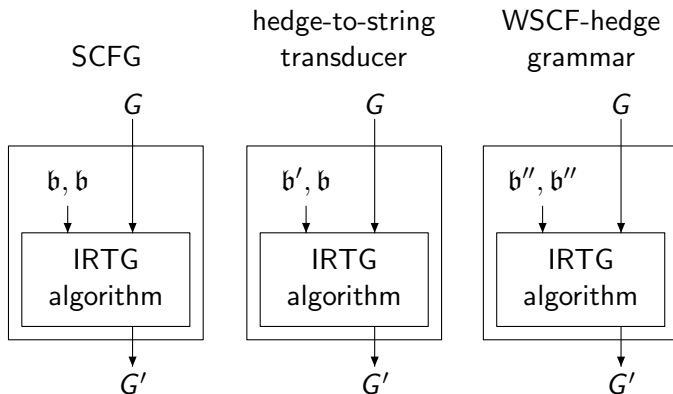 SCFG
G
𝔟, 𝔟
IRTG
algorithm
G′
hedge-to-string
transducer
G
𝔟′, 𝔟
IRTG
algorithm
G′
WSCF-hedge
grammar
G
𝔟″, 𝔟″
IRTG
algorithm
G′